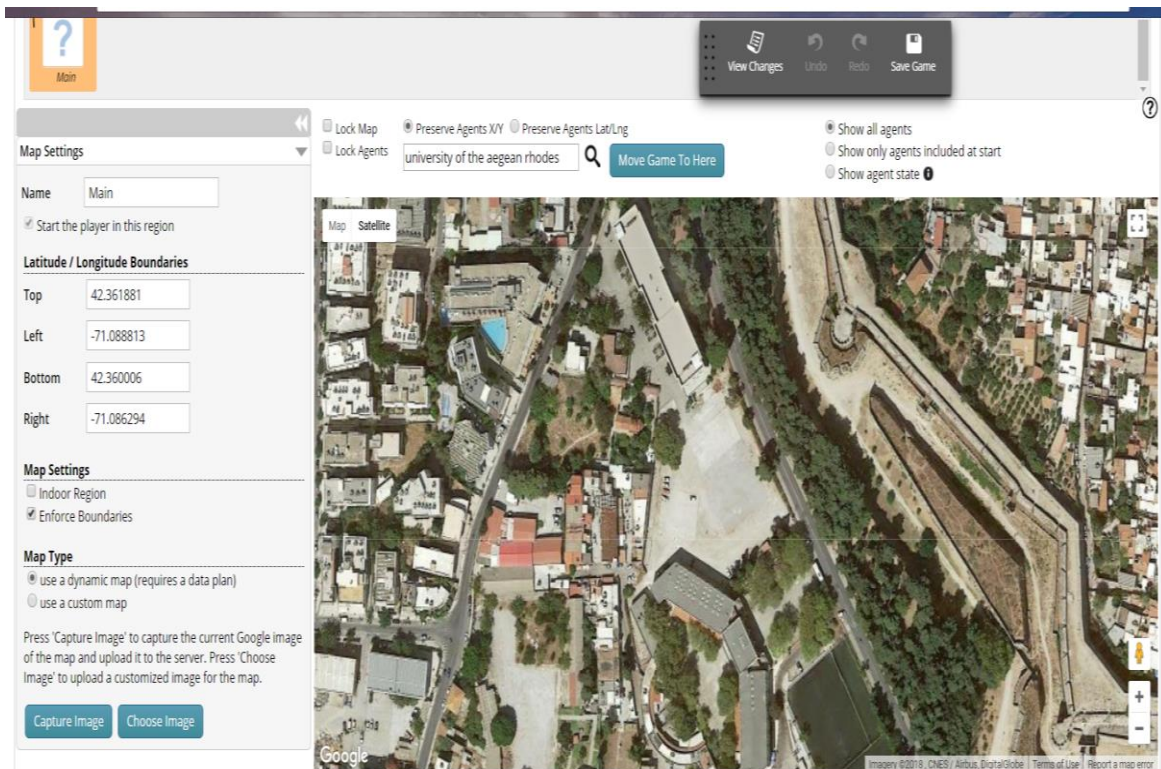 ?
Main
View Changes
Undo
Redo
Save Game
?
Lock Map
Preserve Agents X/Y
Preserve Agents Lat/Lng
Show all agents
Map Settings
Lock Agents
university of the aegean rhodes
Move Game To Here
Show only agents included at start
Show agent state
Name
Main
Start the player in this region
Map
Satellite
Latitude / Longitude Boundaries
Top
42.361881
Left
-71.088813
Bottom
42.360006
Right
-71.086294
Map Settings
Indoor Region
Enforce Boundaries
Map Type
use a dynamic map (requires a data plan)
use a custom map
Press 'Capture Image' to capture the current Google image
of the map and upload it to the server. Press 'Choose
Image' to upload a customized image for the map.
Capture Image
Choose Image
Google
Imagery ©2018 , CNES / Airbus, DigitalGlobe
Terms of Use
Report a map error